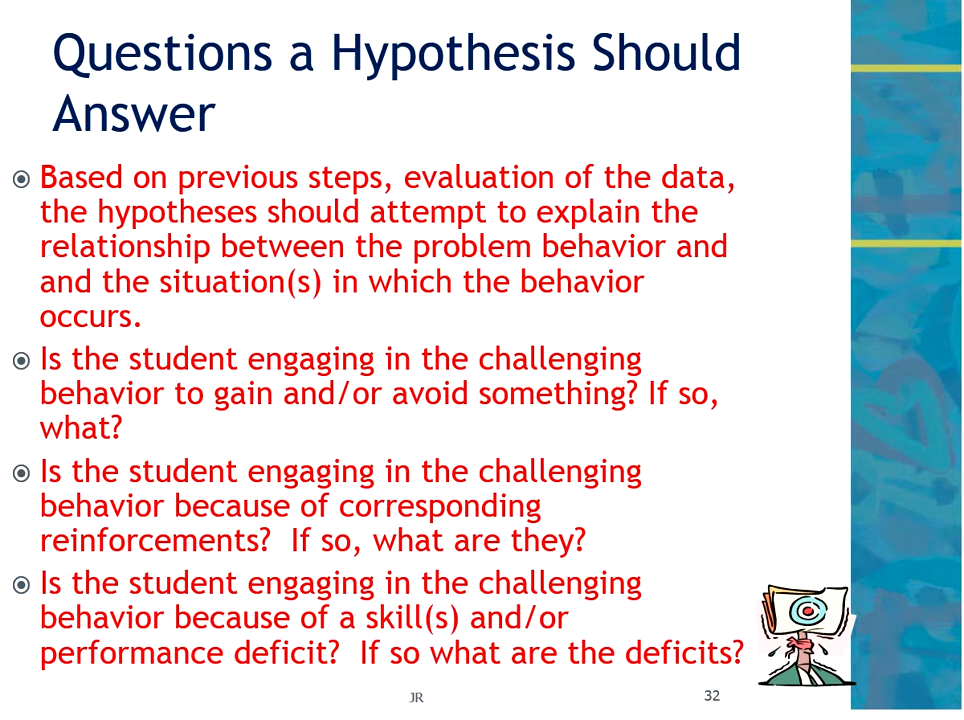 Questions a Hypothesis Should
Answer
Based on previous steps, evaluation of the data,
the hypotheses should attempt to explain the
relationship between the problem behavior and
and the situation(s) in which the behavior
occurs.
Is the student engaging in the challenging
behavior to gain and/or avoid something? If so,
what?
Is the student engaging in the challenging
behavior because of corresponding
reinforcements?  If so, what are they?
Is the student engaging in the challenging
behavior because of a skill(s) and/or
performance deficit?  If so what are the deficits?
JR
32